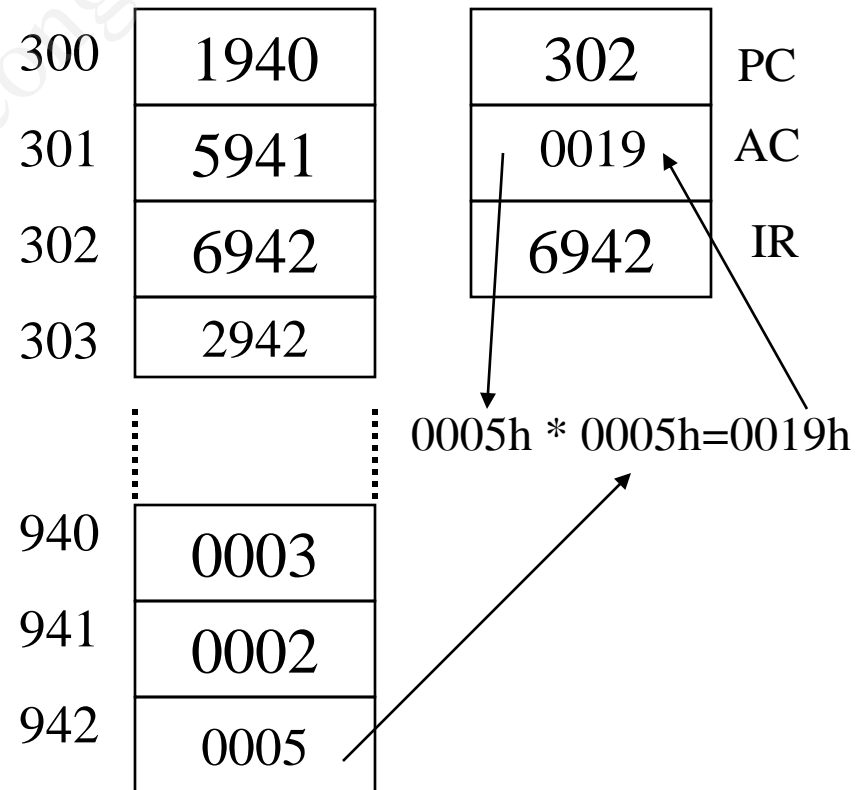 300 1940 302 PC
301 5941 0019 AC
302 6942 6942 IR
303 2942
0005h * 0005h=0019h
940 0003
941 0002
942 0005